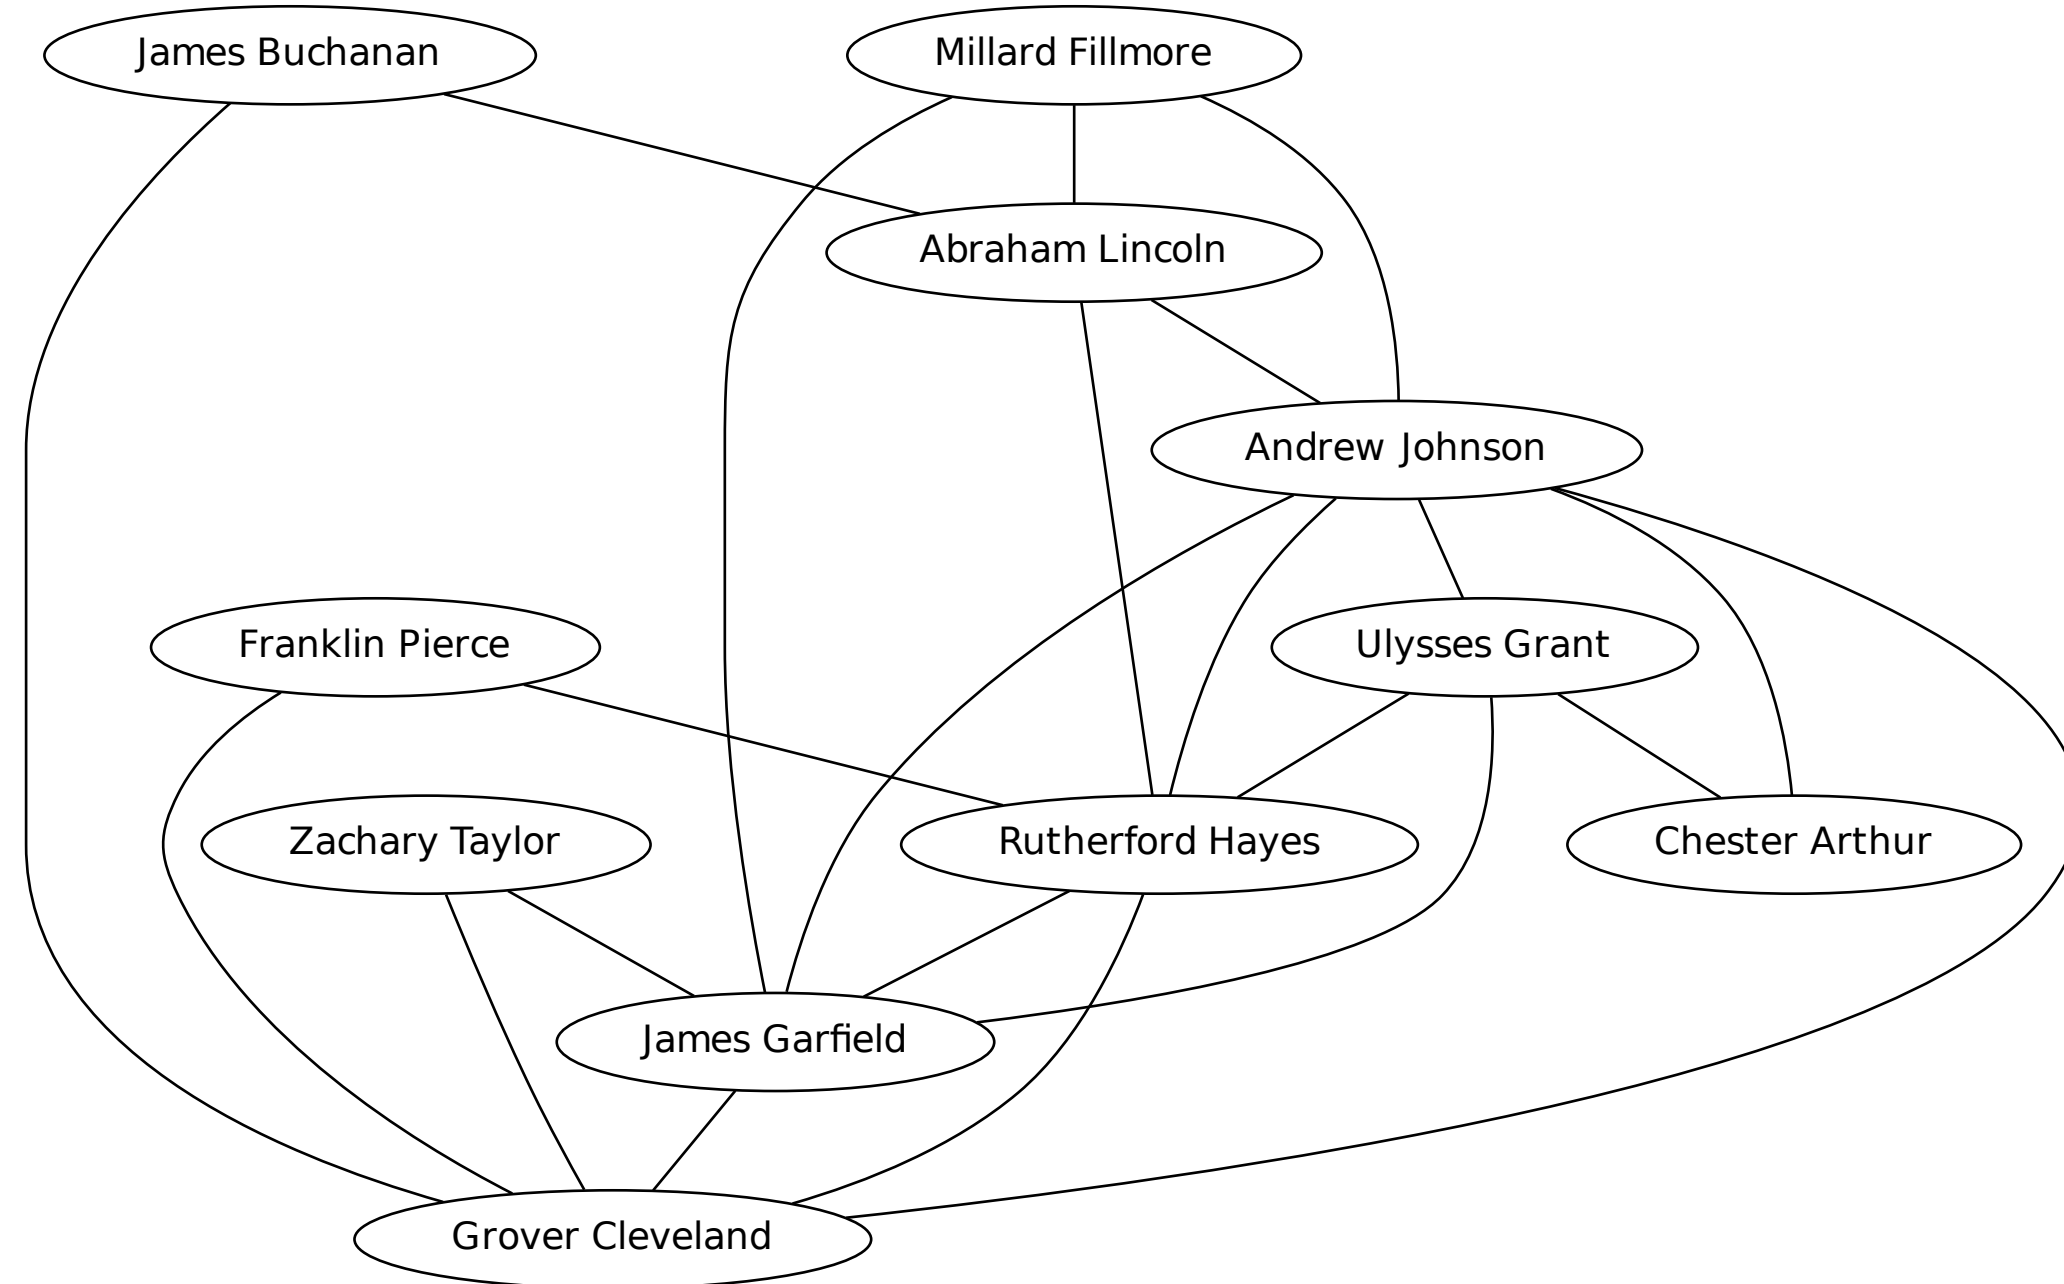 James Buchanan
Millard Fillmore
Abraham Lincoln
Andrew Johnson
Franklin Pierce
Ulysses Grant
Zachary Taylor
Rutherford Hayes
Chester Arthur
James Garfield
Grover Cleveland